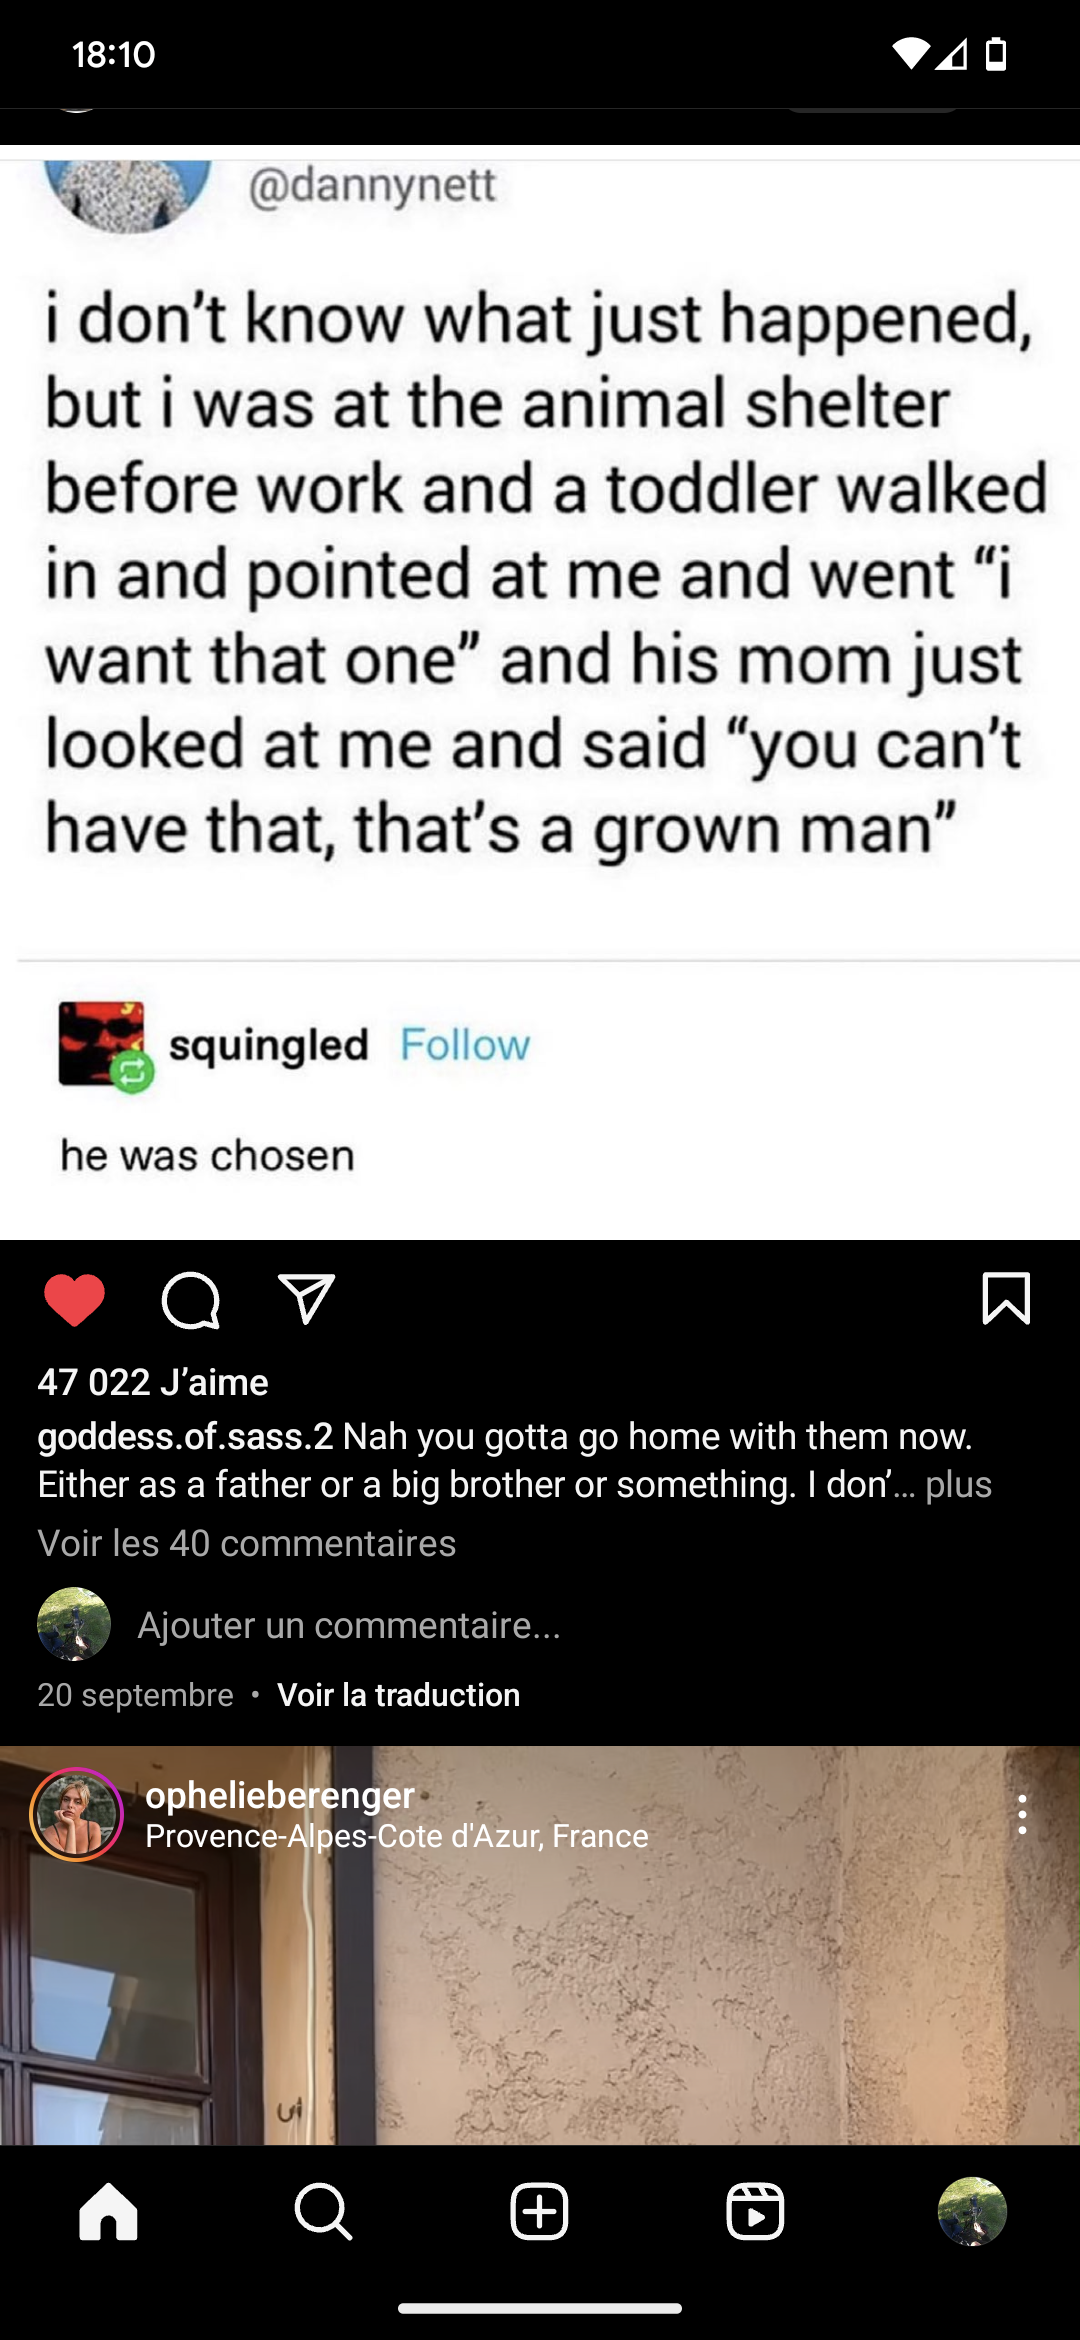 18:10
@dannynett
i don’t know what just happened,
but i was at the animal shelter
before work and a toddler walked
in and pointed at me and went “i
want that one” and his mom just
looked at me and said “you can’t
have that, that’s a grown man”
squingled Follow
he was chosen
47 022 J’aime
goddess.of.sass.2 Nah you gotta go home with them now.
Either as a father or a big brother or something. I don’... plus
Voir les 40 commentaires
Ajouter un commentaire...
20 septembre • Voir la traduction
ophelieberenger
Provence-Alpes-Cote d'Azur, France